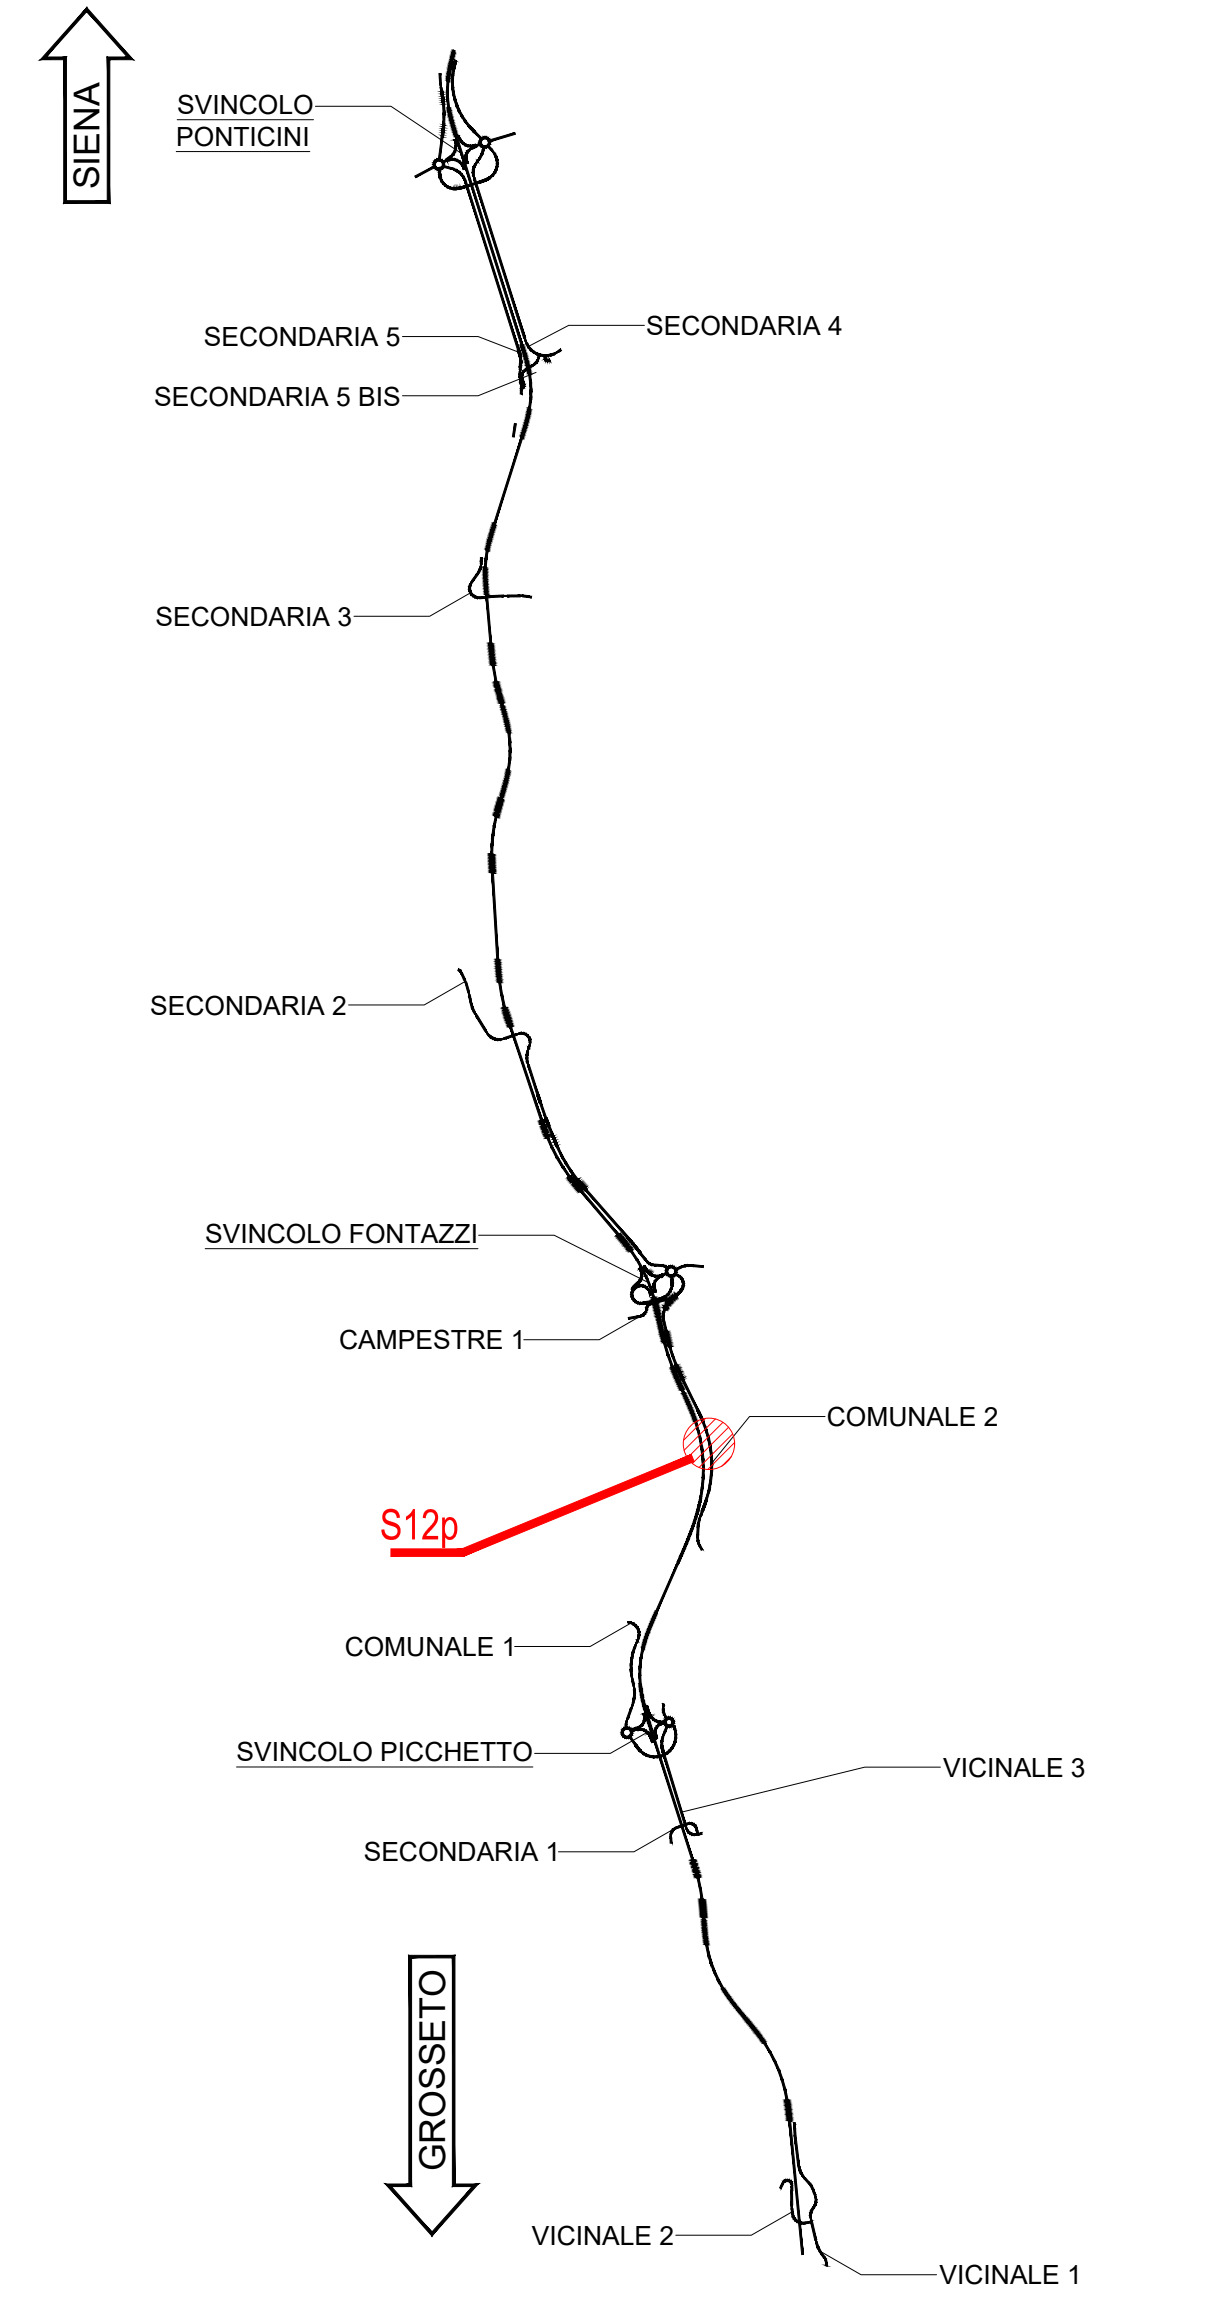 SIENA
SVINCOLO
PONTICINI
SECONDARIA 4
SECONDARIA 5
SECONDARIA 5 BIS
SECONDARIA 3
SECONDARIA 2
SVINCOLO FONTAZZI
CAMPESTRE 1
COMUNALE 2
S12p
COMUNALE 1
SVINCOLO PICCHETTO
VICINALE 3
SECONDARIA 1
GROSSETO
VICINALE 2
VICINALE 1